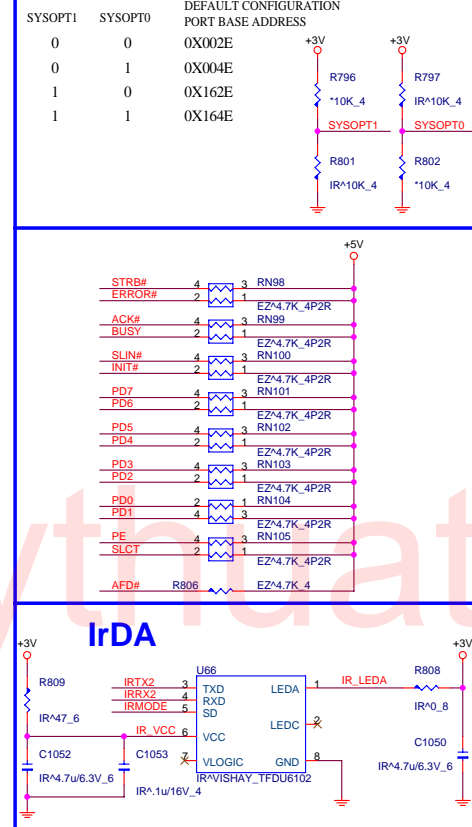 DEFAULT CONFIGURATION
SYSOPT1 SYSOPT0 PORT BASE ADDRESS
0 0 0X002E
0 1 0X004E
1 0 0X162E
1 1 0X164E
+3V +3V
R796 R797
*10K_4 IR^10K_4
SYSOPT1 SYSOPT0
R801 R802
IR^10K_4 *10K_4
+5V
STRB# 4 3 RN98
ERROR# 2 1
EZ^4.7K_4P2R
ACK# 4 3 RN99
BUSY 2 1
EZ^4.7K_4P2R
SLIN# 4 3 RN100
INIT# 2 1
EZ^4.7K_4P2R
PD7 4 3 RN101
PD6 2 1
EZ^4.7K_4P2R
PD5 4 3 RN102
PD4 2 1
EZ^4.7K_4P2R
PD3 4 3 RN103
PD2 2 1
EZ^4.7K_4P2R
PD0 2 1 RN104
PD1 4 3
EZ^4.7K_4P2R
PE 4 3 RN105
SLCT 2 1
EZ^4.7K_4P2R
AFD# R806 EZ^4.7K_4
IrDA
+3V +3V
U66 R808
R809 IRTX2 3 TXD LEDA 1 IR_LEDA
IRRX2 4 RXD
IRMODE 5 SD IR^0_8
IR^47_6 LEDC 2
IR_VCC 6 VCC
C1052 C1053 7 VLOGIC GND 8 C1050
IR^VISHAY_TFDU6102
IR^4.7u/6.3V_6 IR^.1u/16V_4 IR^4.7u/6.3V_6
ythuat